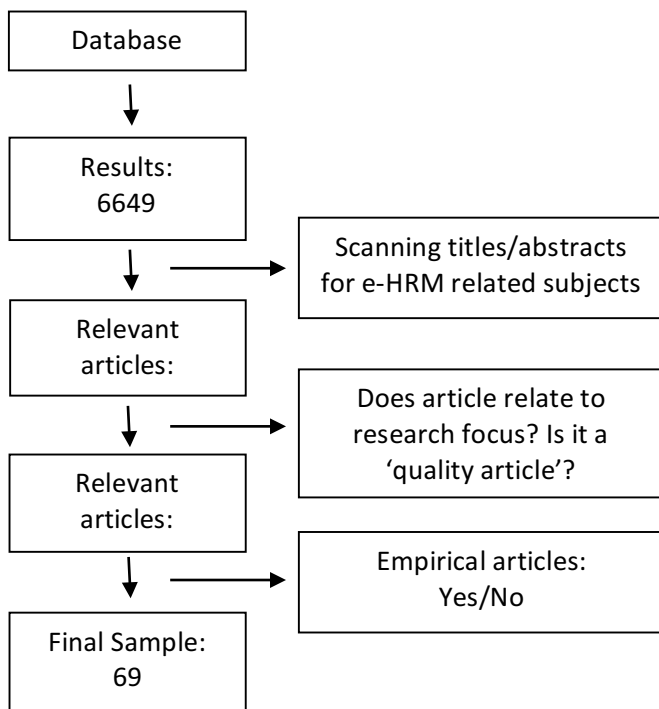 Database
Results:
6649
Scanning titles/abstracts
for e-HRM related subjects
Relevant
articles:
Does article relate to
research focus? Is it a
‘quality article’?
Relevant
articles:
Empirical articles:
Yes/No
Final Sample:
69